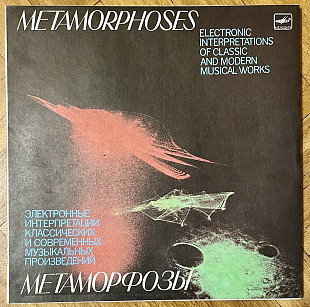 METAMORPHOSES
ELECTRONIC
INTERPRETATIONS
OF CLASSIC
AND MODERN
MUSICAL WORKS
ЭЛЕКТРОННЫЕ
ИНТЕРПРЕТАЦИИ
КЛАССИЧЕСКИХ
И СОВРЕМЕННЫХ
МУЗЫКАЛЬНЫХ
ПРОИЗВЕДЕНИЙ
МЕТАМОРФОЗЫ